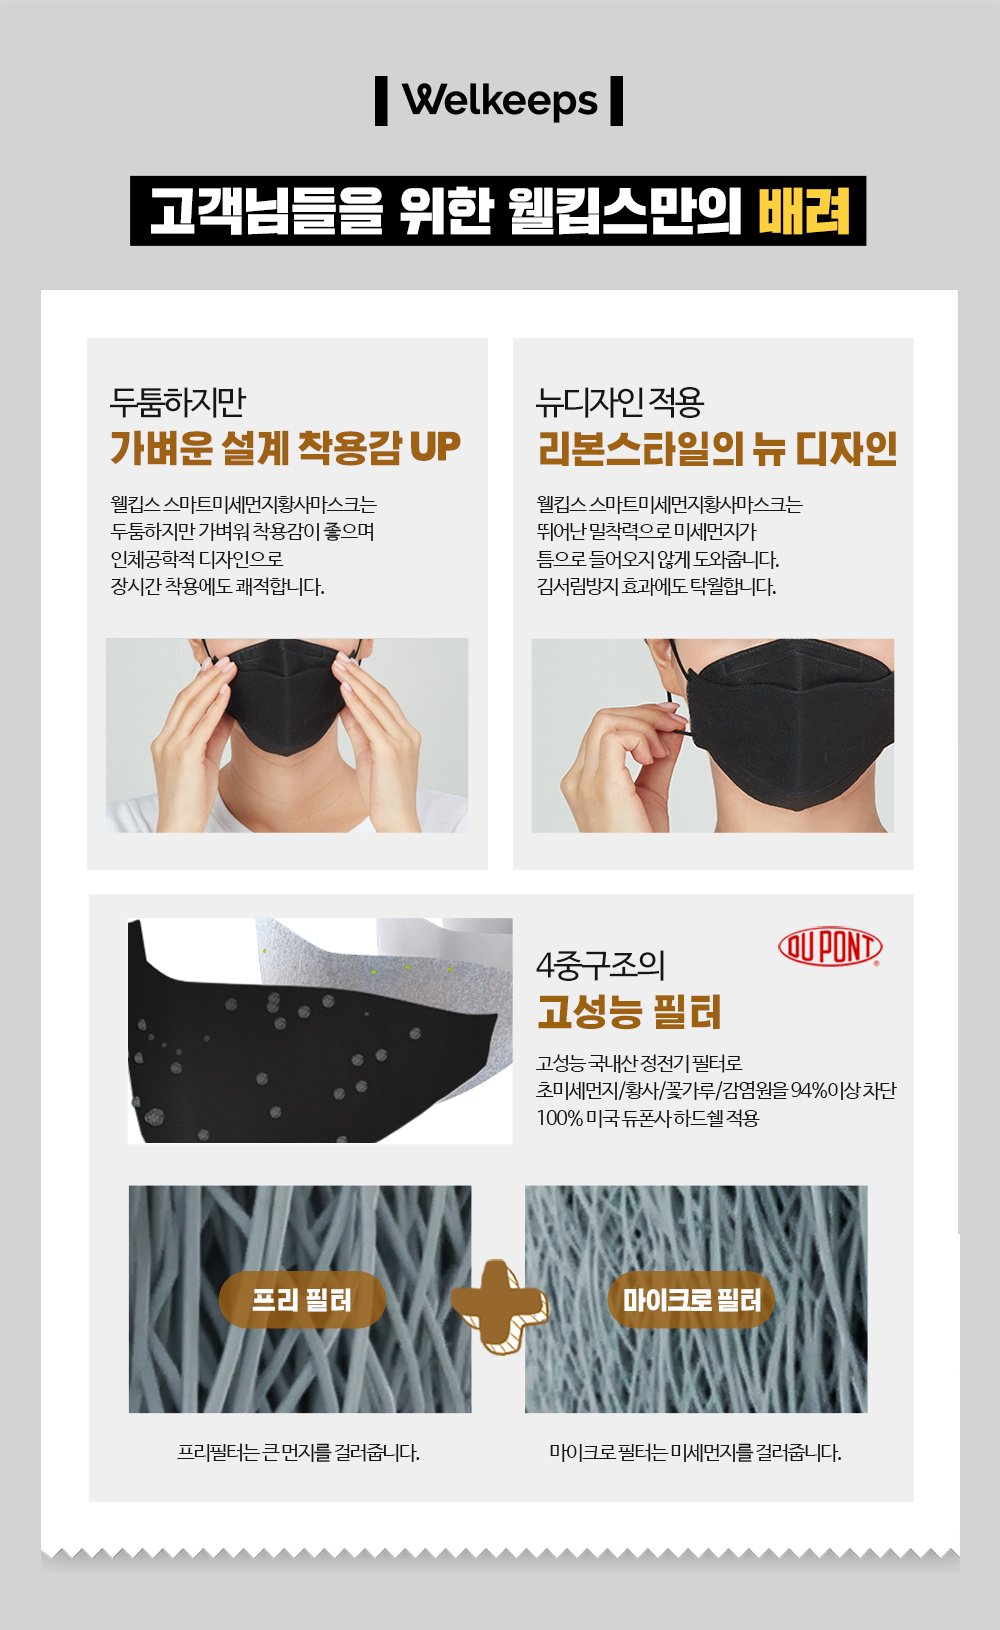 Welkeeps
고객님들을 위한 웰킵스만의 배려
두툼하지만
가벼운 설계 착용감 UP
웰킵스 스마트미세먼지황사마스크는
두툼하지만 가벼워 착용감이 좋으며
인체공학적 디자인으로
장시간 착용에도 쾌적합니다.
뉴디자인 적용
리본스타일의 뉴 디자인
웰킵스 스마트미세먼지황사마스크는
뛰어난 밀착력으로 미세먼지가
틈으로 들어오지 않게 도와줍니다.
김서림방지 효과에도 탁월합니다.
4중구조의
고성능 필터
DUPONT
고성능 국내산 정전기 필터로
초미세먼지/황사/꽃가루/감염원을 94%이상 차단
100% 미국 듀폰사 하드쉘 적용
프리 필터
마이크로 필터
프리필터는 큰 먼지를 걸러줍니다.
마이크로 필터는 미세먼지를 걸러줍니다.